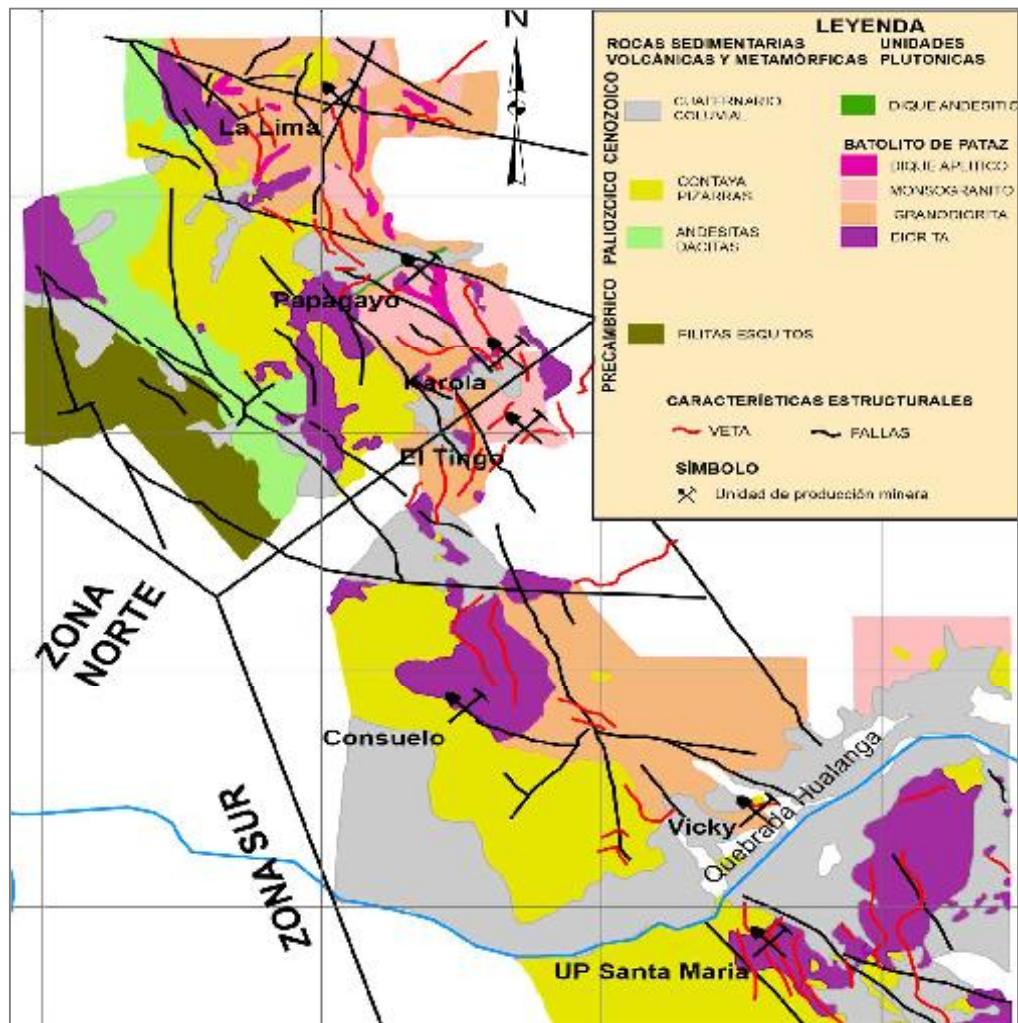 N
LEYENDA
ROCAS SEDIMENTARIAS
VOLCÁNICAS Y METAMÓRFICAS
UNIDADES
PLUTONICAS
CENOZOICO
CUATERNARIO
COLUVIAL
DIQUE ANDESITIC
BATOLITO DE PATAZ
DIQUE APLITICO
PALIOZOICO
CONTAYA
PIZARRAS
MONSOGRANITO
GRANODIORITA
ANDESITAS
DACITAS
DIORITA
PRECAMBRICO
FILITAS ESQUITOS
CARACTERÍSTICAS ESTRUCTURALES
VETA
FALLAS
SÍMBOLO
Unidad de producción minera
La Lima
Papagayo
Karola
El Tingo
ZONA
NORTE
Consuelo
ZONA SUR
Vicky
Quebrada Hualanga
UP Santa Maria